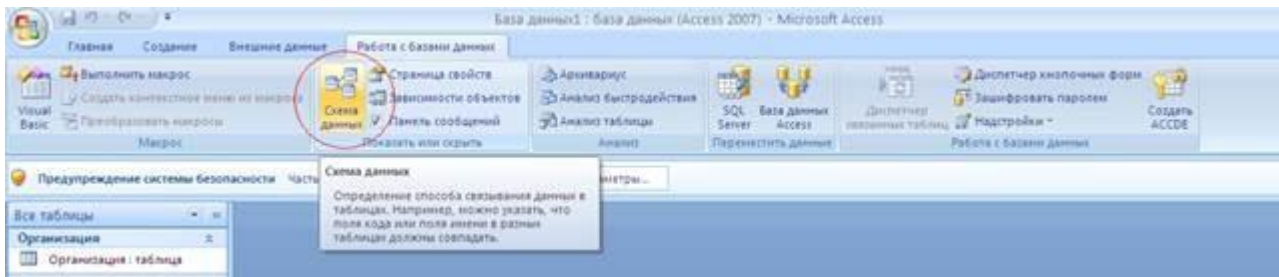 База данных1 : база данных (Access 2007) - Microsoft Access
Главная Создание Внешние данные Работа с базами данных
Visual Basic
Выполнить макрос
Создать контекстное меню из макроса
Преобразовать макросы
Макрос
Схема данных
Страница свойств
Зависимости объектов
Панель сообщений
Показать или скрыть
Архивариус
Анализ быстродействия
Анализ таблицы
Анализ
SQL Server
База данных Access
Переместить данные
Диспетчер связанных таблиц
Диспетчер кнопочных форм
Зашифровать паролем
Надстройки
Создать ACCDE
Работа с базами данных
Предупреждение системы безопасности Часть
Схема данных
Определение способа связывания данных в
таблицах. Например, можно указать, что
поля кода или поля имени в разных
таблицах должны совпадать.
Все таблицы
Организация
Организация : таблица